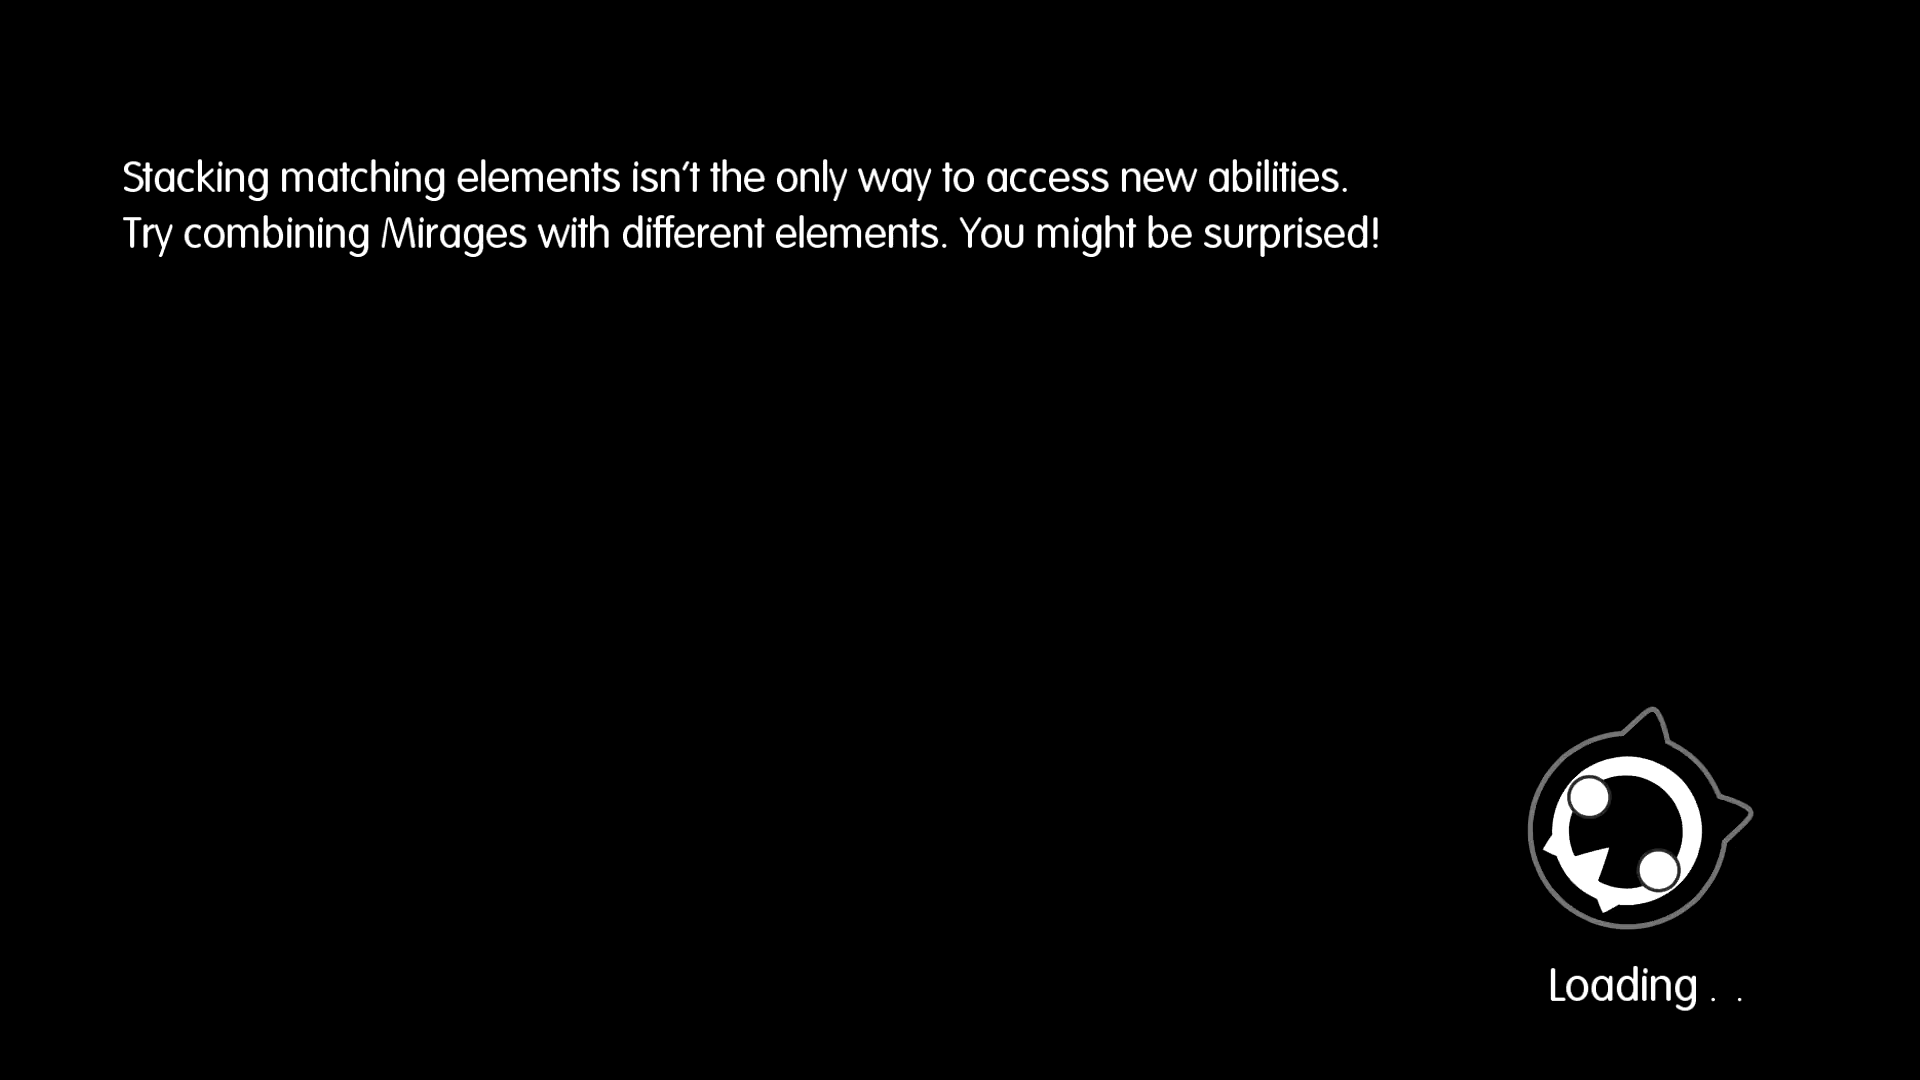 Stacking matching elements isn't the only way to access new abilities.
Try combining Mirages with different elements. You might be surprised!
Loading . .